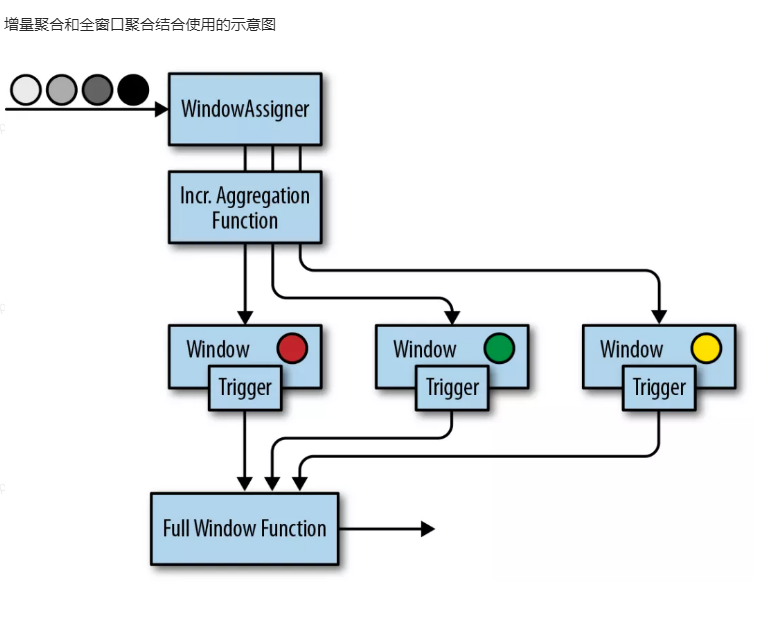 增量聚合和全窗口聚合结合使用的示意图
WindowAssigner
Incr. Aggregation
Function
Window
Trigger
Window
Trigger
Window
Trigger
Full Window Function